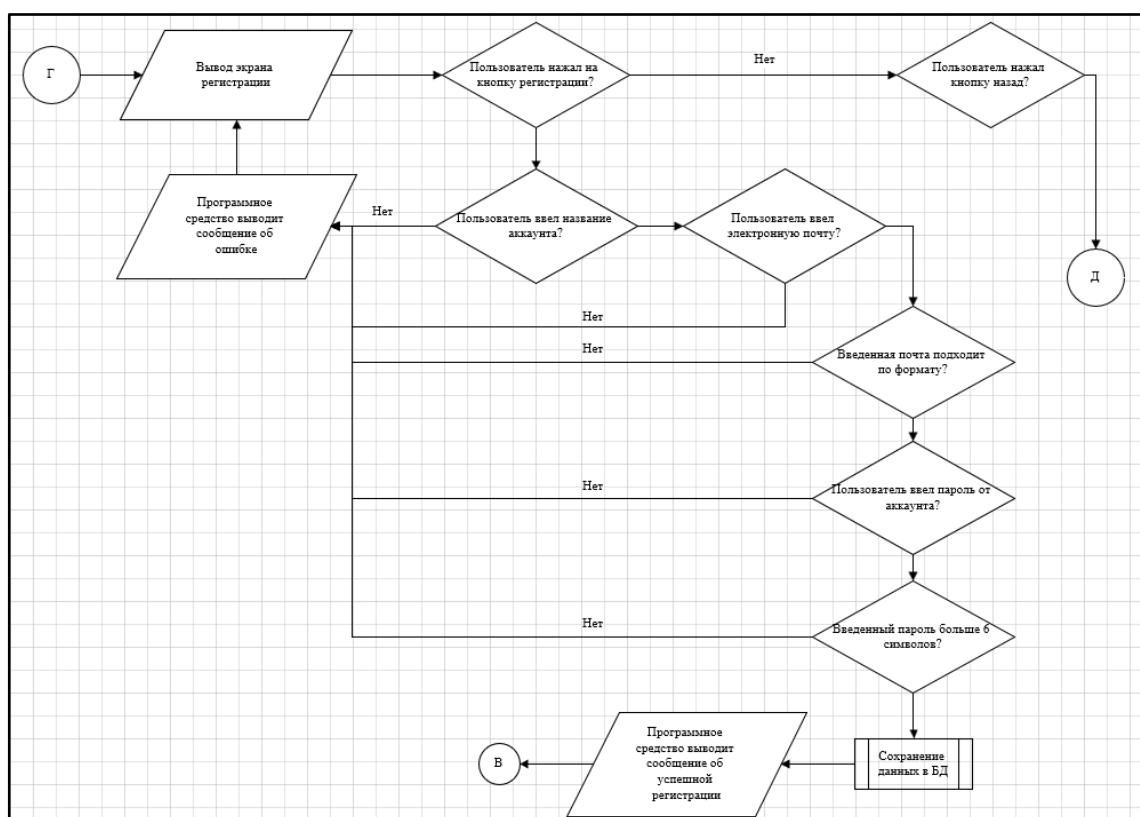 Г
Вывод экрана
регистрации
Пользователь нажал на
кнопку регистрации?
Нет
Пользователь нажал
кнопку назад?
Программное
средство выводит
сообщение об
ошибке
Нет
Пользователь ввел название
аккаунта?
Пользователь ввел
электронную почту?
Д
Нет
Нет
Введенная почта подходит
по формату?
Нет
Пользователь ввел пароль от
аккаунта?
Нет
Введенный пароль больше 6
символов?
В
Программное
средство выводит
сообщение об
успешной
регистрации
Сохранение
данных в БД